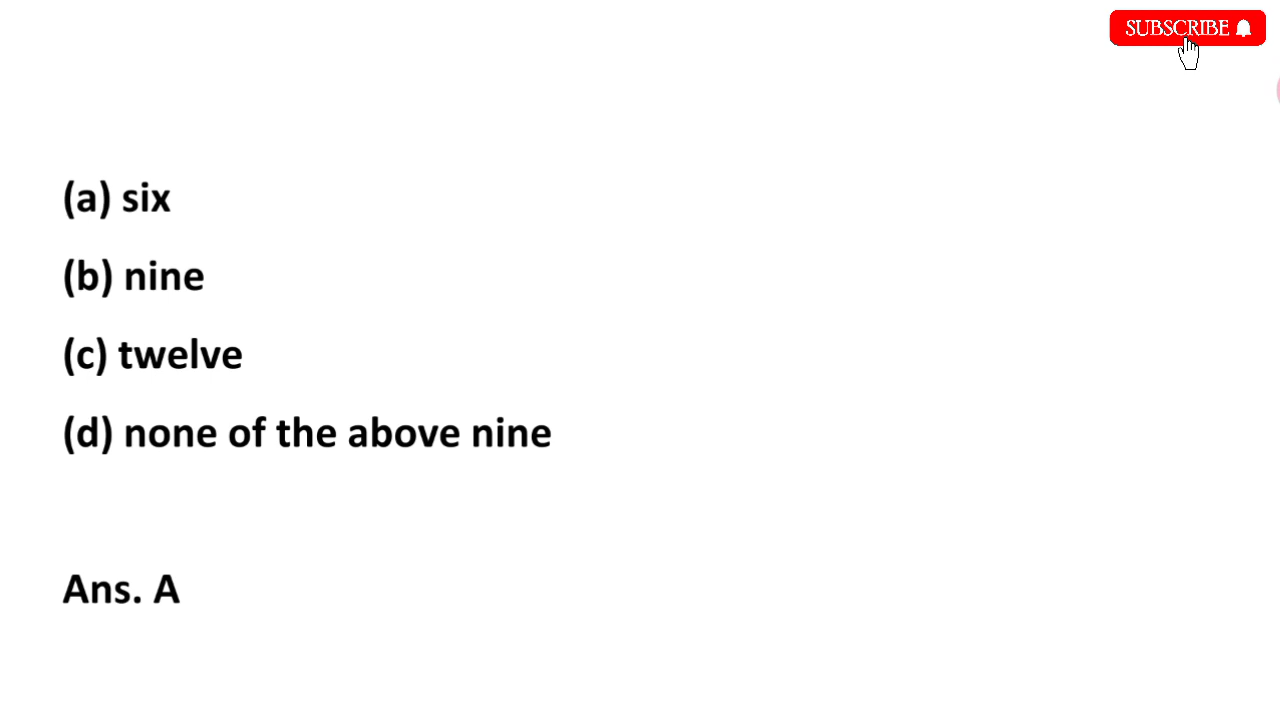 SUBSCRIBE
(a) six
(b) nine
(c) twelve
(d) none of the above nine
Ans. A